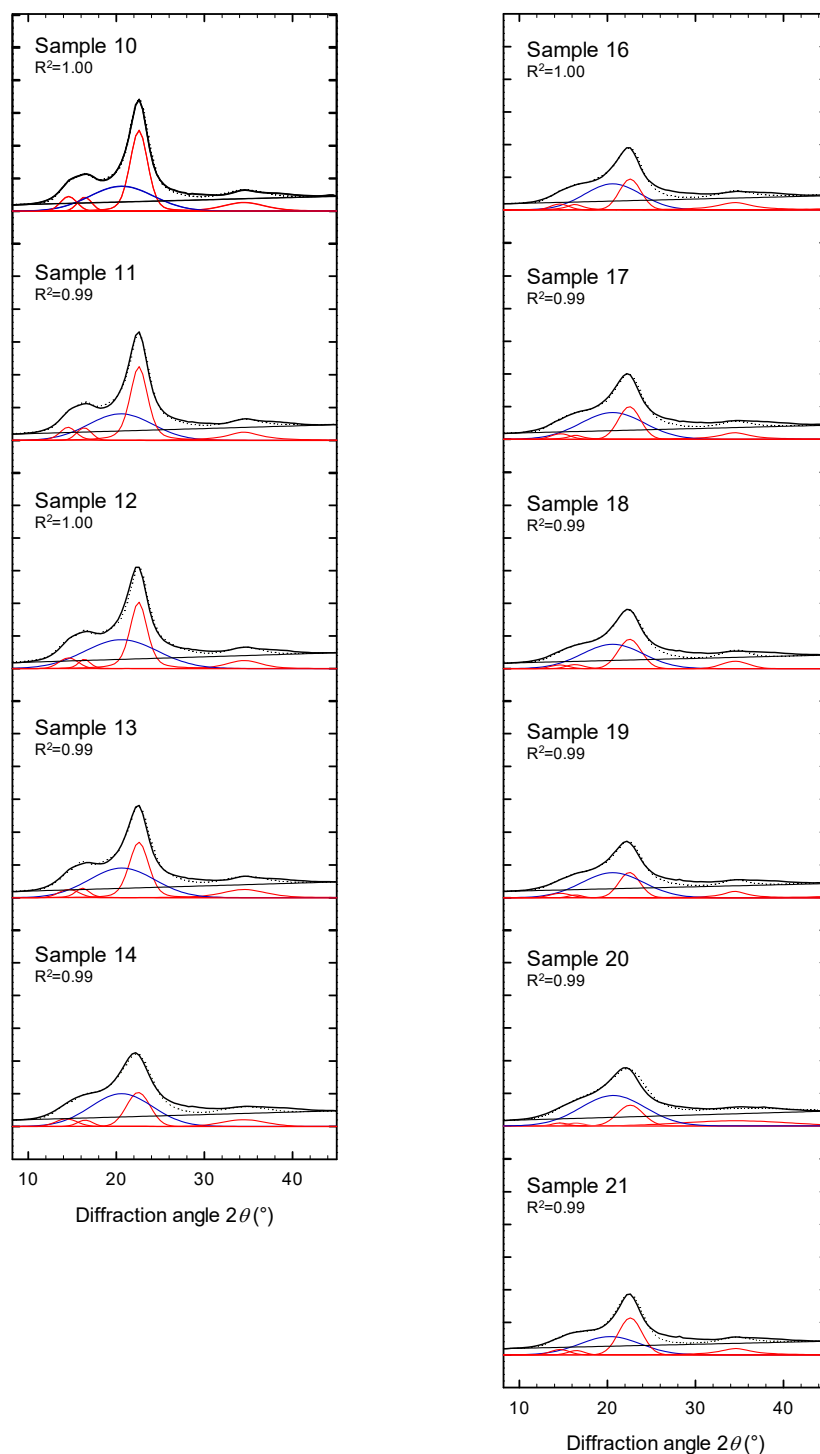 Sample 10
R²=1.00
Sample 11
R²=0.99
Sample 12
R²=1.00
Sample 13
R²=0.99
Sample 14
R²=0.99
10 20 30 40
Diffraction angle 2θ (°)
Sample 16
R²=1.00
Sample 17
R²=0.99
Sample 18
R²=0.99
Sample 19
R²=0.99
Sample 20
R²=0.99
Sample 21
R²=0.99
10 20 30 40
Diffraction angle 2θ (°)